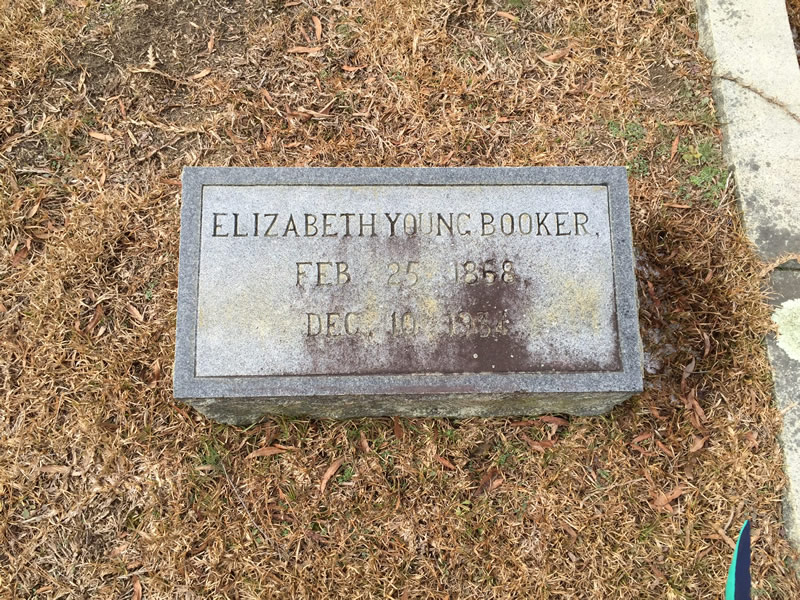 ELIZABETH YOUNG BOOKER,
FEB. 25, 1868,
DEC. 10,